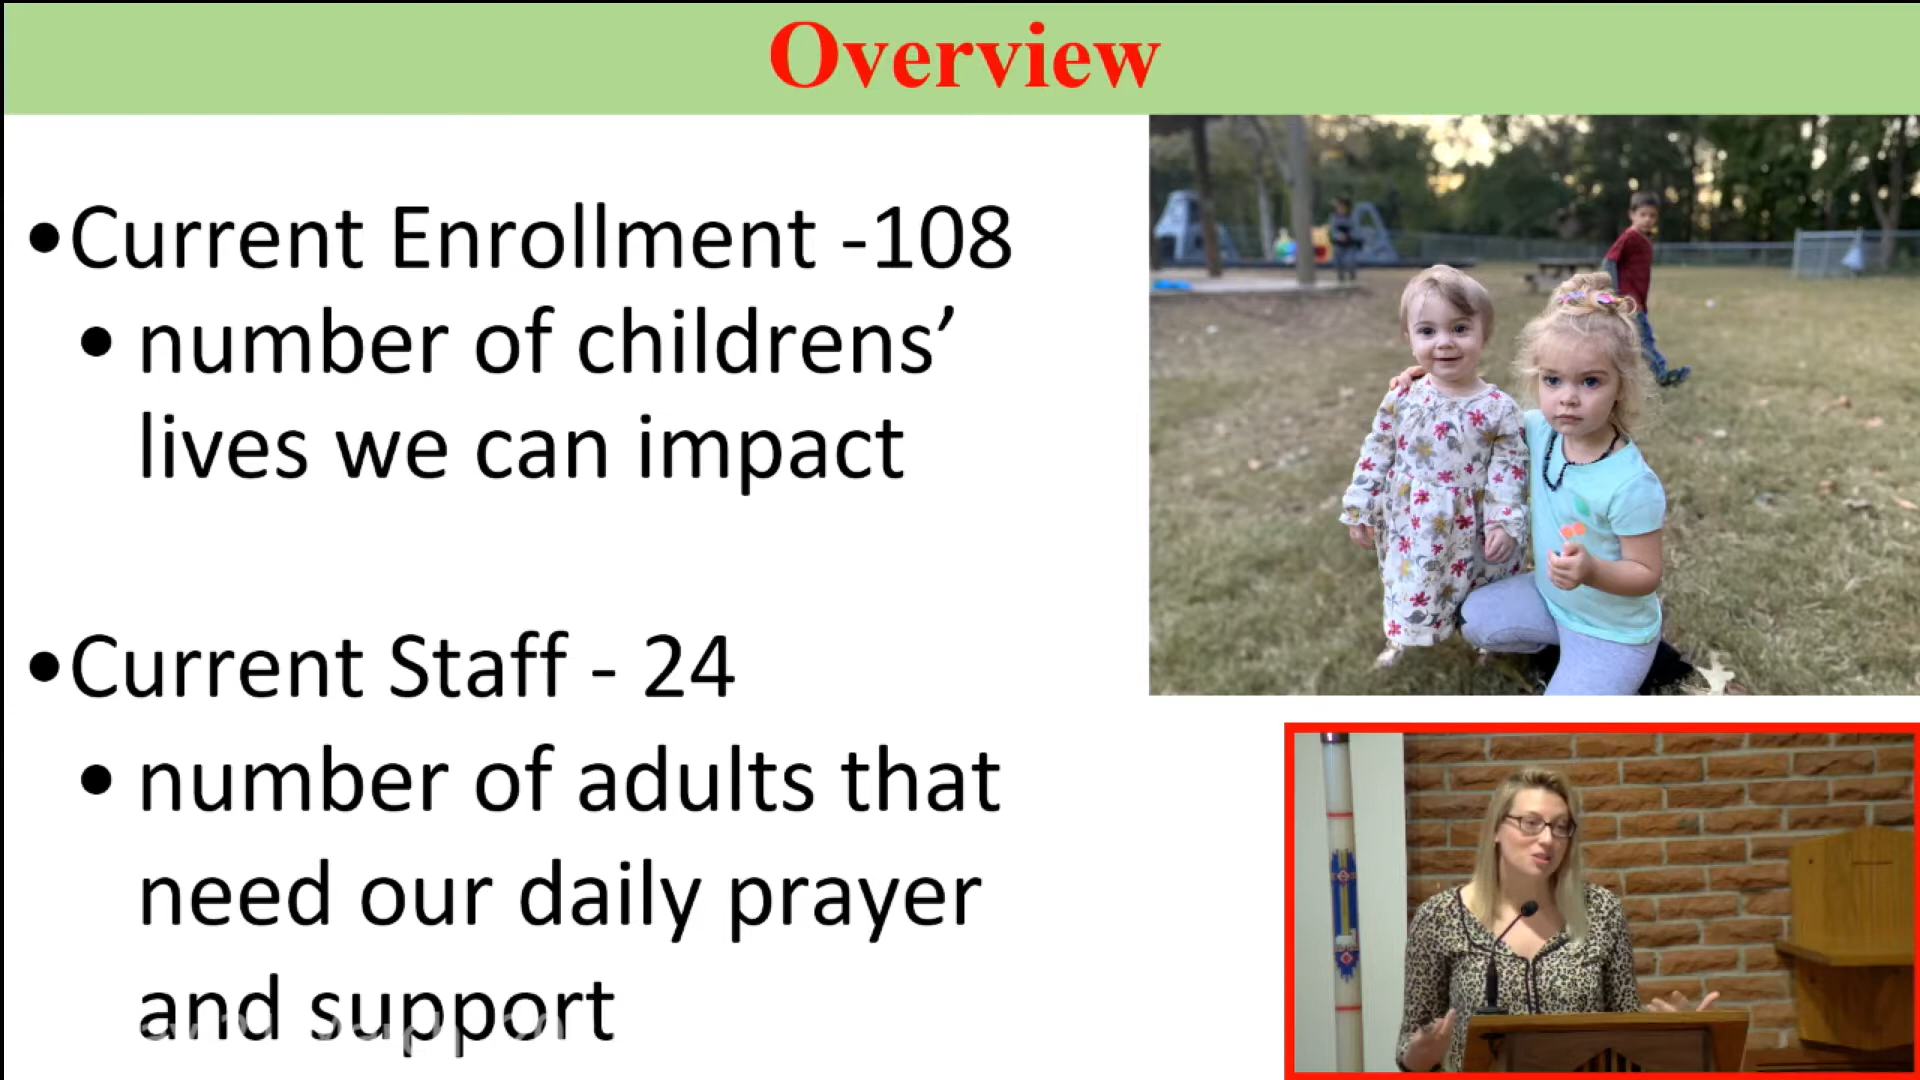 Overview
•Current Enrollment -108
• number of childrens’
lives we can impact
•Current Staff - 24
• number of adults that
need our daily prayer
and support